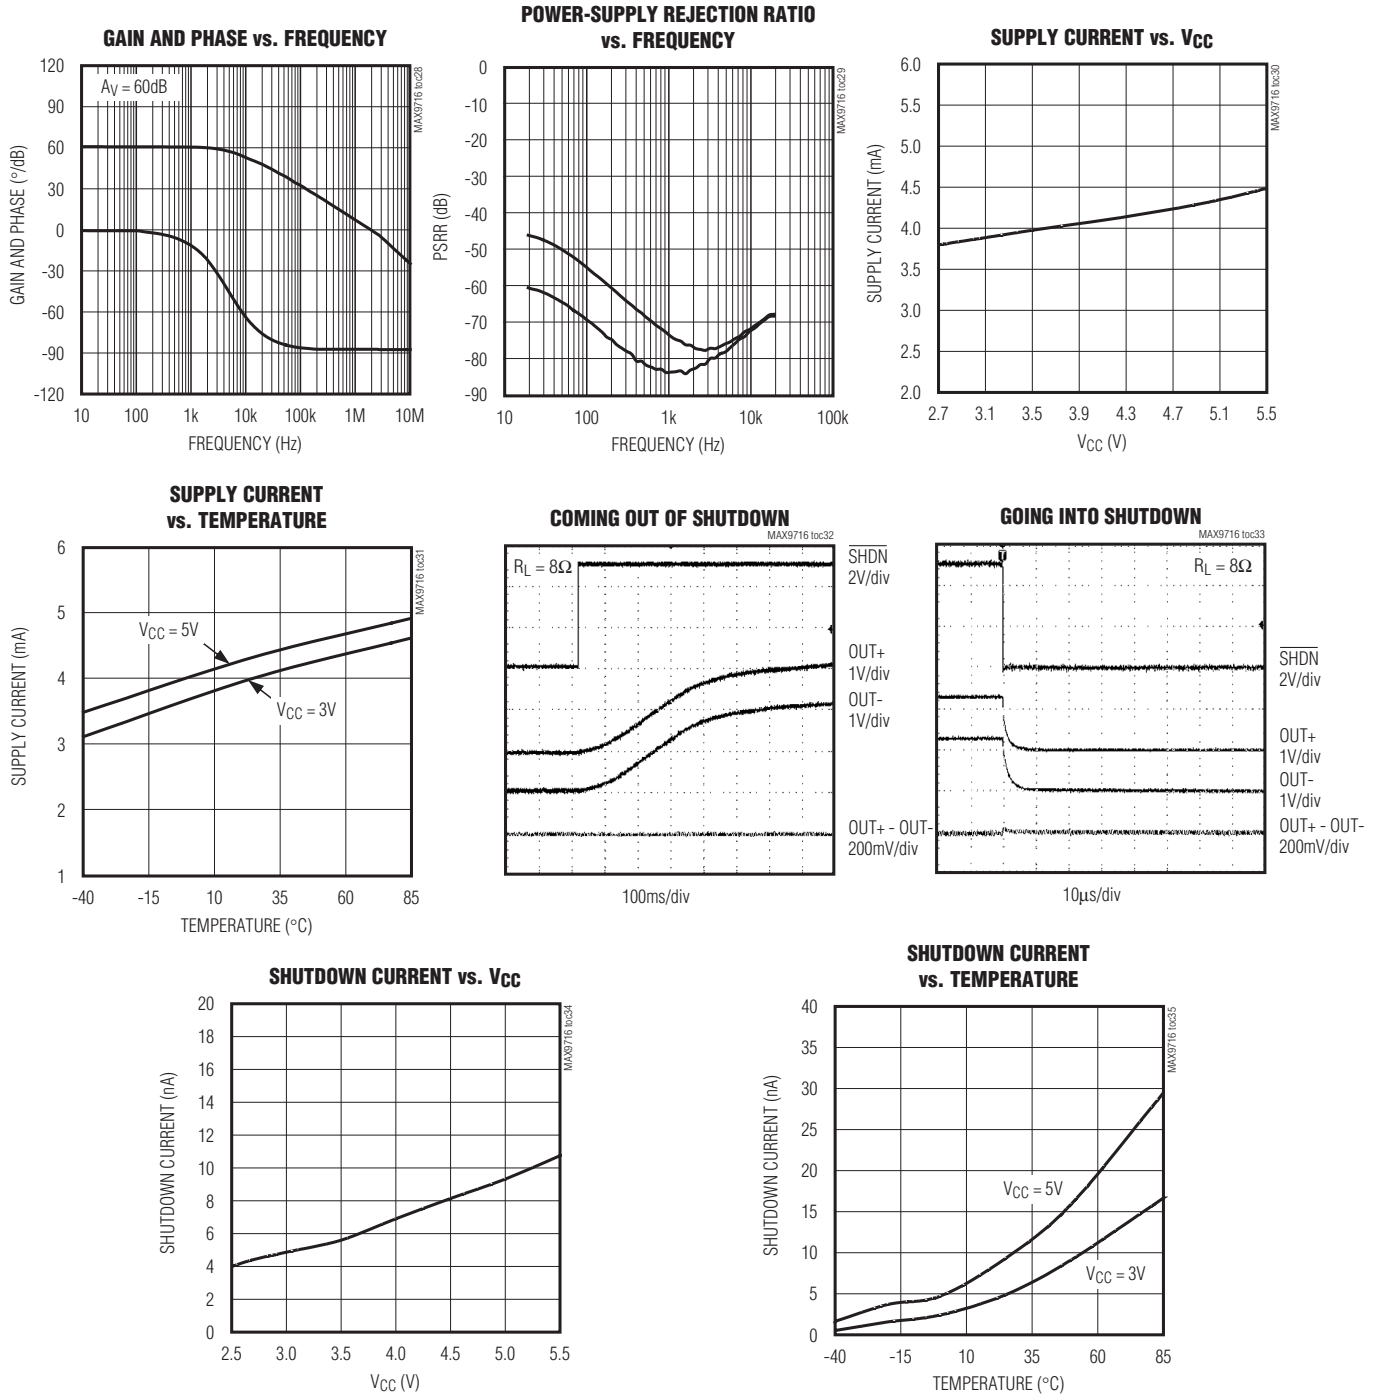 GAIN AND PHASE vs. FREQUENCY
AV = 60dB
MAX9716 toc28
GAIN AND PHASE (°/dB)
120
90
60
30
0
-30
-60
-90
-120
10 100 1k 10k 100k 1M 10M
FREQUENCY (Hz)
POWER-SUPPLY REJECTION RATIO
vs. FREQUENCY
MAX9716 toc29
PSRR (dB)
0
-10
-20
-30
-40
-50
-60
-70
-80
-90
10 100 1k 10k 100k
FREQUENCY (Hz)
SUPPLY CURRENT vs. VCC
MAX9716 toc30
SUPPLY CURRENT (mA)
6.0
5.5
5.0
4.5
4.0
3.5
3.0
2.5
2.0
2.7 3.1 3.5 3.9 4.3 4.7 5.1 5.5
VCC (V)
SUPPLY CURRENT
vs. TEMPERATURE
MAX9716 toc31
SUPPLY CURRENT (mA)
6
5
4
3
2
1
VCC = 5V
VCC = 3V
-40 -15 10 35 60 85
TEMPERATURE (°C)
COMING OUT OF SHUTDOWN
MAX9716 toc32
RL = 8Ω
SHDN
2V/div
OUT+
1V/div
OUT-
1V/div
OUT+ - OUT-
200mV/div
100ms/div
GOING INTO SHUTDOWN
MAX9716 toc33
T
RL = 8Ω
SHDN
2V/div
OUT+
1V/div
OUT-
1V/div
OUT+ - OUT-
200mV/div
10µs/div
SHUTDOWN CURRENT vs. VCC
MAX9716 toc34
SHUTDOWN CURRENT (nA)
20
18
16
14
12
10
8
6
4
2
0
2.5 3.0 3.5 4.0 4.5 5.0 5.5
VCC (V)
SHUTDOWN CURRENT
vs. TEMPERATURE
MAX9716 toc35
SHUTDOWN CURRENT (nA)
40
35
30
25
20
15
10
5
0
VCC = 5V
VCC = 3V
-40 -15 10 35 60 85
TEMPERATURE (°C)